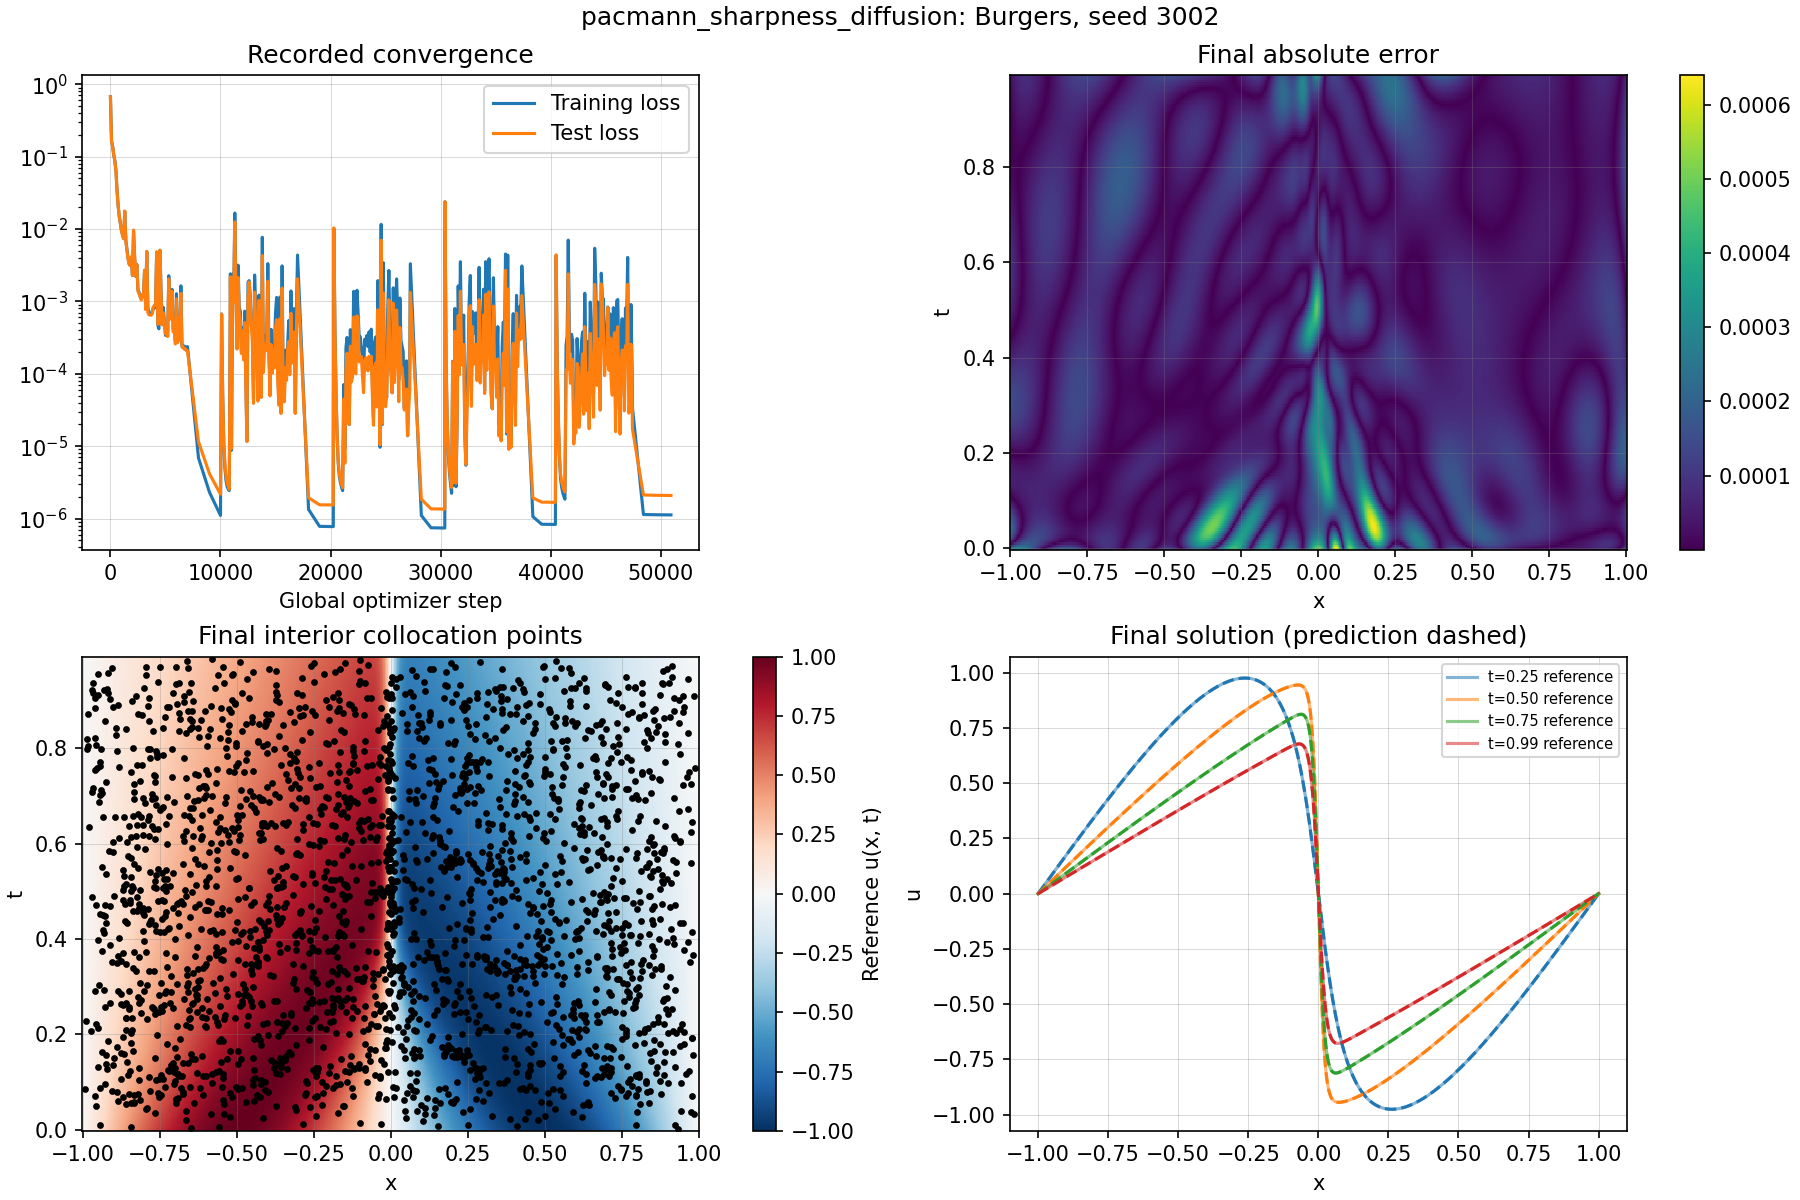 pacmann_sharpness_diffusion: Burgers, seed 3002
Recorded convergence
10^0
10^-1
10^-2
10^-3
10^-4
10^-5
10^-6
Training loss
Test loss
0 10000 20000 30000 40000 50000
Global optimizer step
Final absolute error
t
0.8
0.6
0.4
0.2
0.0
−1.00 −0.75 −0.50 −0.25 0.00 0.25 0.50 0.75 1.00
x
0.0006
0.0005
0.0004
0.0003
0.0002
0.0001
Final interior collocation points
t
0.8
0.6
0.4
0.2
0.0
−1.00 −0.75 −0.50 −0.25 0.00 0.25 0.50 0.75 1.00
x
1.00
0.75
0.50
0.25
0.00
−0.25
−0.50
−0.75
−1.00
Reference u(x, t)
Final solution (prediction dashed)
u
1.00
0.75
0.50
0.25
0.00
−0.25
−0.50
−0.75
−1.00
t=0.25 reference
t=0.50 reference
t=0.75 reference
t=0.99 reference
−1.00 −0.75 −0.50 −0.25 0.00 0.25 0.50 0.75 1.00
x